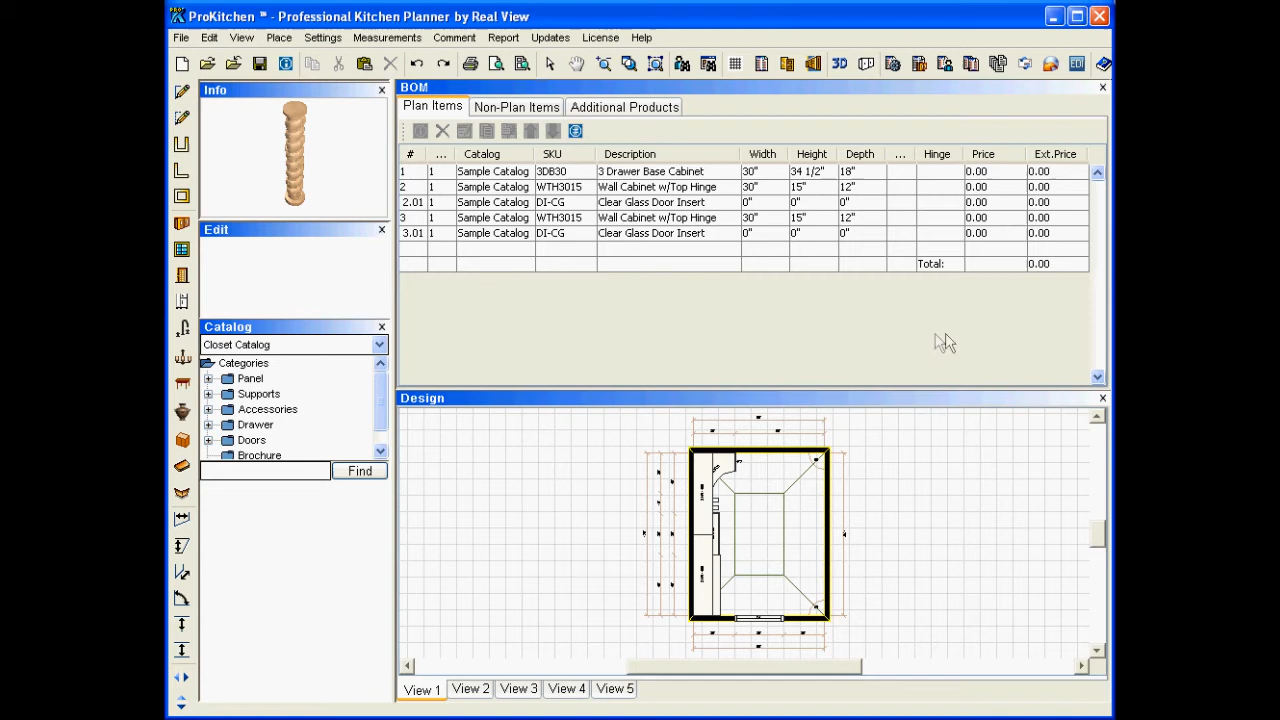 ProKitchen ™ - Professional Kitchen Planner by Real View
File Edit View Place Settings Measurements Comment Report Updates License Help
3D EDI
Info
BOM
Plan Items Non-Plan Items Additional Products
# ... Catalog SKU Description Width Height Depth ... Hinge Price Ext.Price
1 1 Sample Catalog 3DB30 3 Drawer Base Cabinet 30" 34 1/2" 18" 0.00 0.00
2 1 Sample Catalog WTH3015 Wall Cabinet w/Top Hinge 30" 15" 12" 0.00 0.00
2.01 1 Sample Catalog DI-CG Clear Glass Door Insert 0" 0" 0" 0.00 0.00
3 1 Sample Catalog WTH3015 Wall Cabinet w/Top Hinge 30" 15" 12" 0.00 0.00
3.01 1 Sample Catalog DI-CG Clear Glass Door Insert 0" 0" 0" 0.00 0.00
Total: 0.00
Edit
Catalog
Closet Catalog
Categories
Panel
Supports
Accessories
Drawer
Doors
Brochure
Find
Design
View 1 View 2 View 3 View 4 View 5